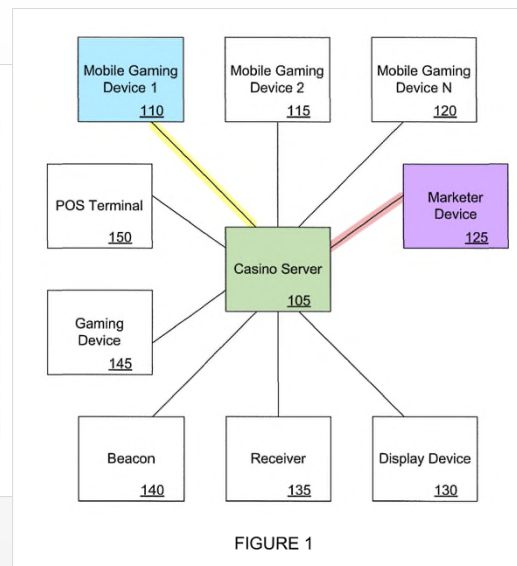 Mobile Gaming
Device 1
110
Mobile Gaming
Device 2
115
Mobile Gaming
Device N
120
POS Terminal
150
Marketer
Device
125
Casino Server
105
Gaming
Device
145
Beacon
140
Receiver
135
Display Device
130
FIGURE 1